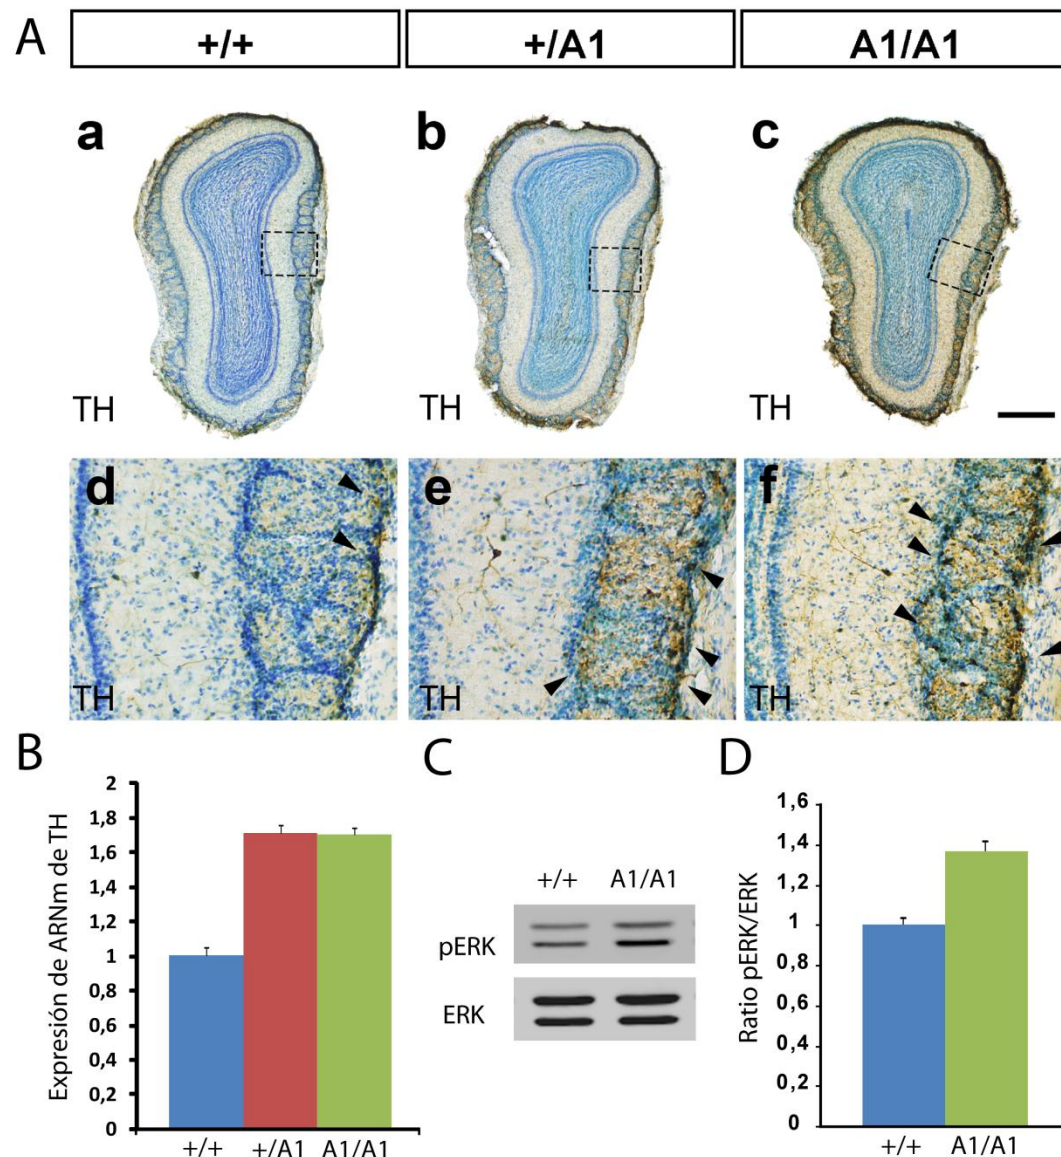 A
+/+
+/A1
A1/A1
a
b
c
TH
TH
TH
d
e
f
TH
TH
TH
B
Expresión de ARNm de TH
2
1,8
1,6
1,4
1,2
1
0,8
0,6
0,4
0,2
0
+/+
+/A1
A1/A1
C
+/+
A1/A1
pERK
ERK
D
Ratio pERK/ERK
1,6
1,4
1,2
1
0,8
0,6
0,4
0,2
0
+/+
A1/A1